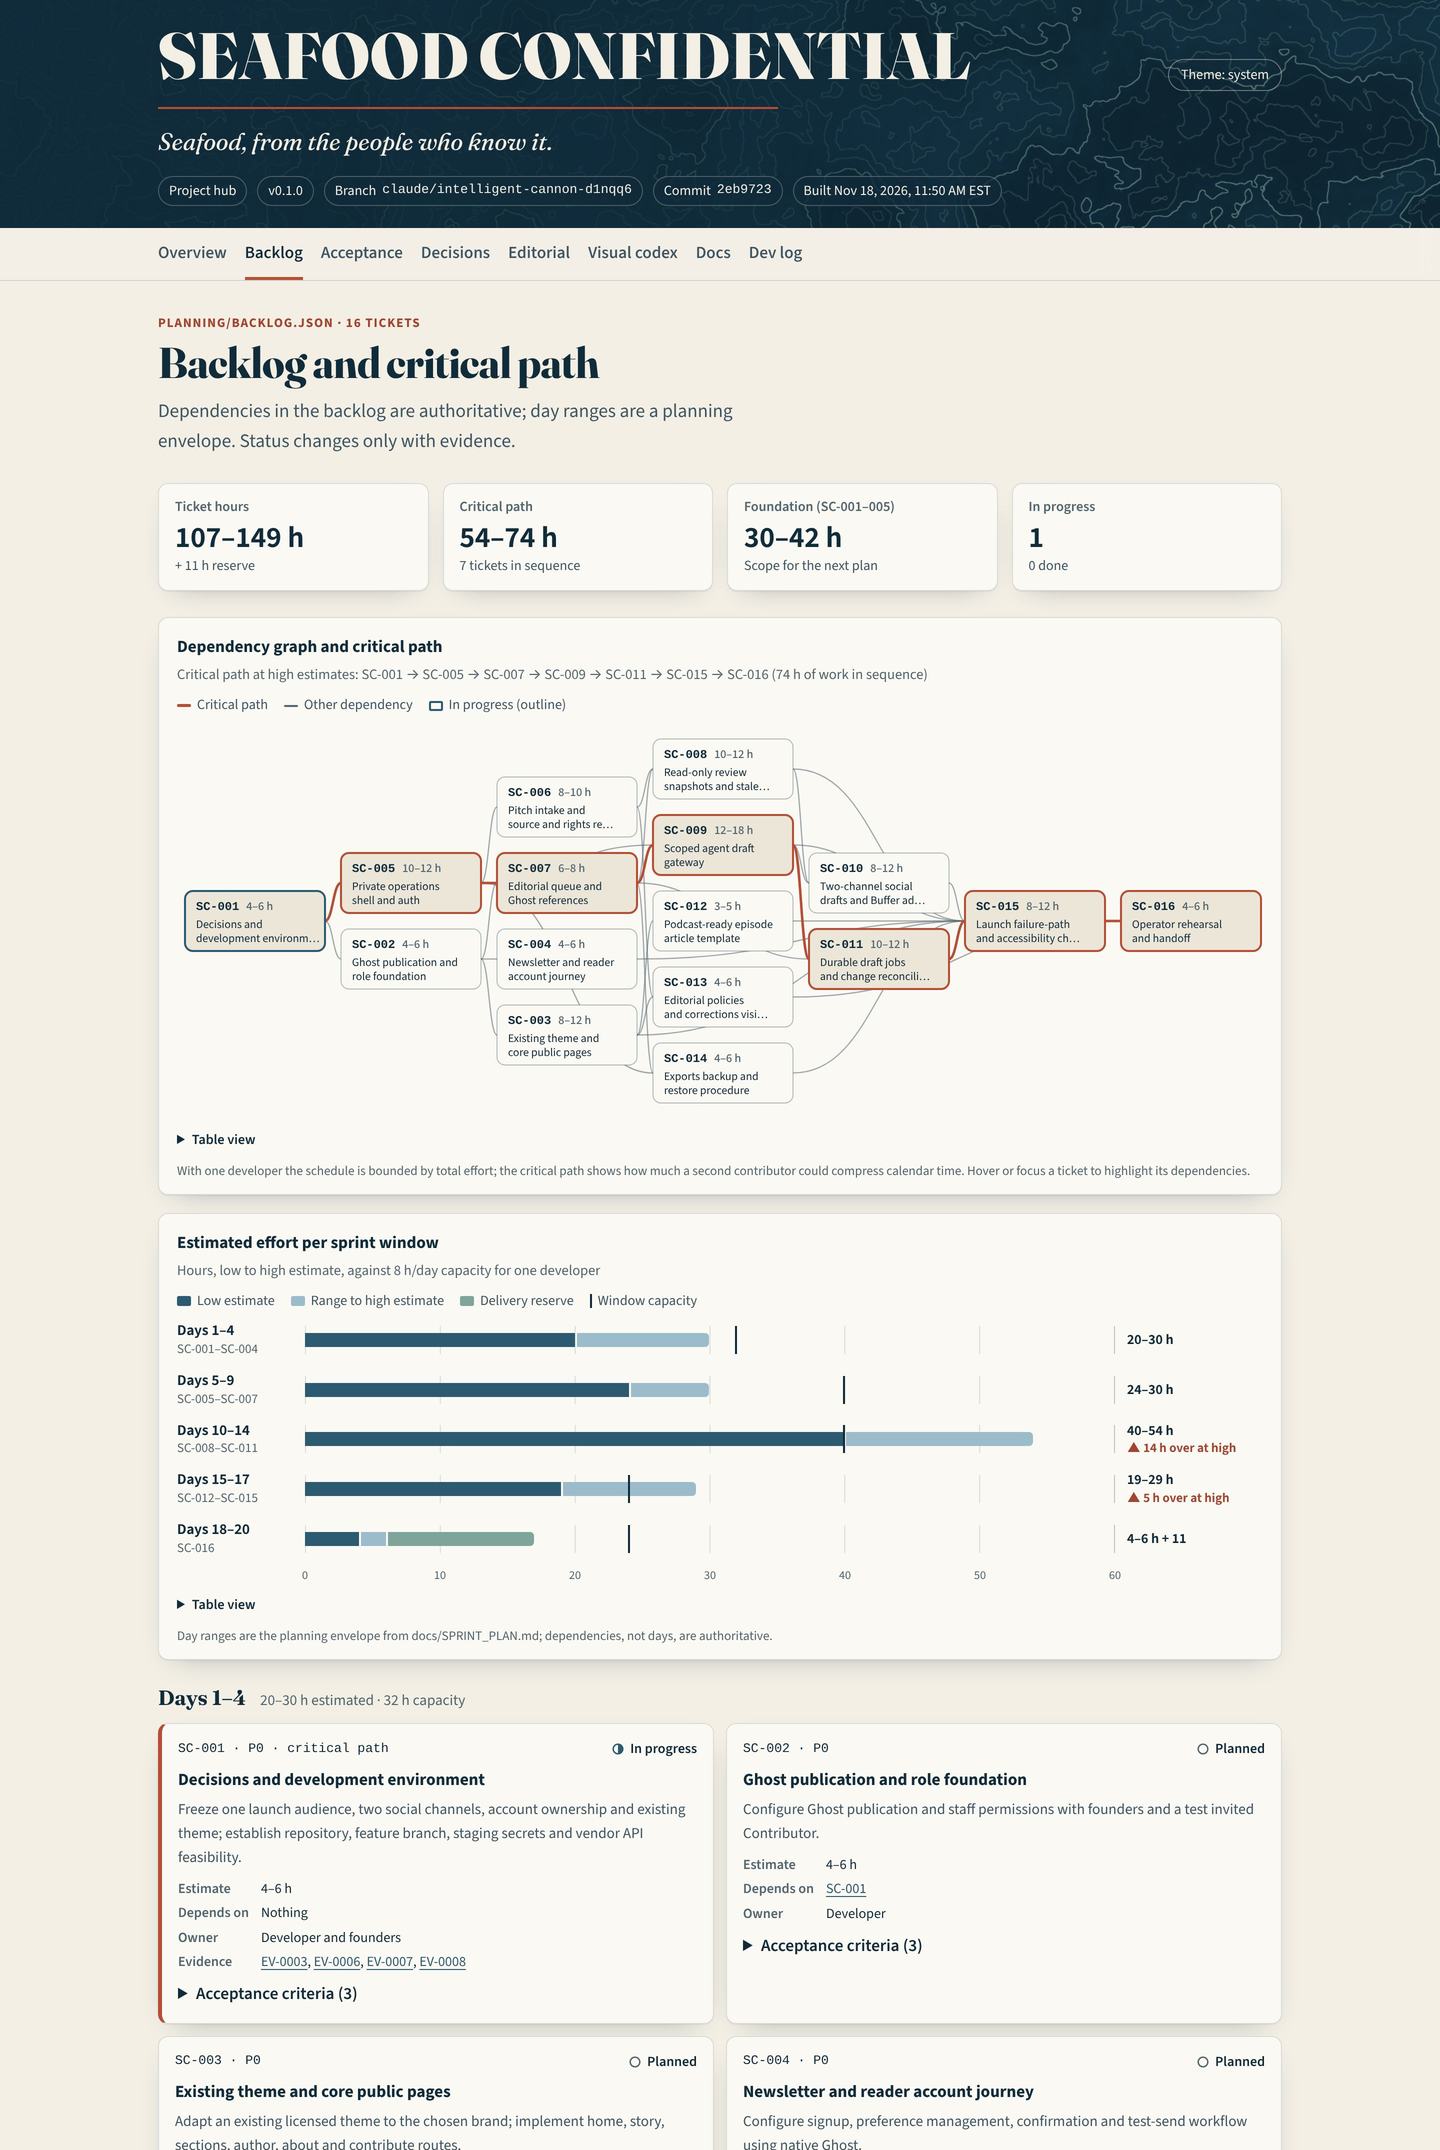 SEAFOOD CONFIDENTIAL
Theme: system
Seafood, from the people who know it.
Project hub
v0.1.0
Branch claude/intelligent-cannon-d1nqq6
Commit 2eb9723
Built Nov 18, 2026, 11:50 AM EST
Overview
Backlog
Acceptance
Decisions
Editorial
Visual codex
Docs
Dev log
PLANNING/BACKLOG.JSON · 16 TICKETS
Backlog and critical path
Dependencies in the backlog are authoritative; day ranges are a planning
envelope. Status changes only with evidence.
Ticket hours
107–149 h
+ 11 h reserve
Critical path
54–74 h
7 tickets in sequence
Foundation (SC-001–005)
30–42 h
Scope for the next plan
In progress
1
0 done
Dependency graph and critical path
Critical path at high estimates: SC-001 → SC-005 → SC-007 → SC-009 → SC-011 → SC-015 → SC-016 (74 h of work in sequence)
Critical path
Other dependency
In progress (outline)
SC-001 4–6 h
Decisions and
development environm…
SC-005 10–12 h
Private operations
shell and auth
SC-002 4–6 h
Ghost publication and
role foundation
SC-006 8–10 h
Pitch intake and
source and rights re…
SC-007 6–8 h
Editorial queue and
Ghost references
SC-004 4–6 h
Newsletter and reader
account journey
SC-003 8–12 h
Existing theme and
core public pages
SC-008 10–12 h
Read-only review
snapshots and stale…
SC-009 12–18 h
Scoped agent draft
gateway
SC-012 3–5 h
Podcast-ready episode
article template
SC-013 4–6 h
Editorial policies
and corrections visi…
SC-014 4–6 h
Exports backup and
restore procedure
SC-010 8–12 h
Two-channel social
drafts and Buffer ad…
SC-011 10–12 h
Durable draft jobs
and change reconcili…
SC-015 8–12 h
Launch failure-path
and accessibility ch…
SC-016 4–6 h
Operator rehearsal
and handoff
Table view
With one developer the schedule is bounded by total effort; the critical path shows how much a second contributor could compress calendar time. Hover or focus a ticket to highlight its dependencies.
Estimated effort per sprint window
Hours, low to high estimate, against 8 h/day capacity for one developer
Low estimate
Range to high estimate
Delivery reserve
Window capacity
Days 1–4
SC-001–SC-004
20–30 h
Days 5–9
SC-005–SC-007
24–30 h
Days 10–14
SC-008–SC-011
40–54 h
▲ 14 h over at high
Days 15–17
SC-012–SC-015
19–29 h
▲ 5 h over at high
Days 18–20
SC-016
4–6 h + 11
0 10 20 30 40 50 60
Table view
Day ranges are the planning envelope from docs/SPRINT_PLAN.md; dependencies, not days, are authoritative.
Days 1–4 20–30 h estimated · 32 h capacity
SC-001 · P0 · critical path
In progress
Decisions and development environment
Freeze one launch audience, two social channels, account ownership and existing
theme; establish repository, feature branch, staging secrets and vendor API
feasibility.
Estimate 4–6 h
Depends on Nothing
Owner Developer and founders
Evidence EV-0003, EV-0006, EV-0007, EV-0008
Acceptance criteria (3)
SC-002 · P0
Planned
Ghost publication and role foundation
Configure Ghost publication and staff permissions with founders and a test invited
Contributor.
Estimate 4–6 h
Depends on SC-001
Owner Developer
Acceptance criteria (3)
SC-003 · P0
Planned
Existing theme and core public pages
Adapt an existing licensed theme to the chosen brand; implement home, story,
sections, author, about and contribute routes.
SC-004 · P0
Planned
Newsletter and reader account journey
Configure signup, preference management, confirmation and test-send workflow
using native Ghost.